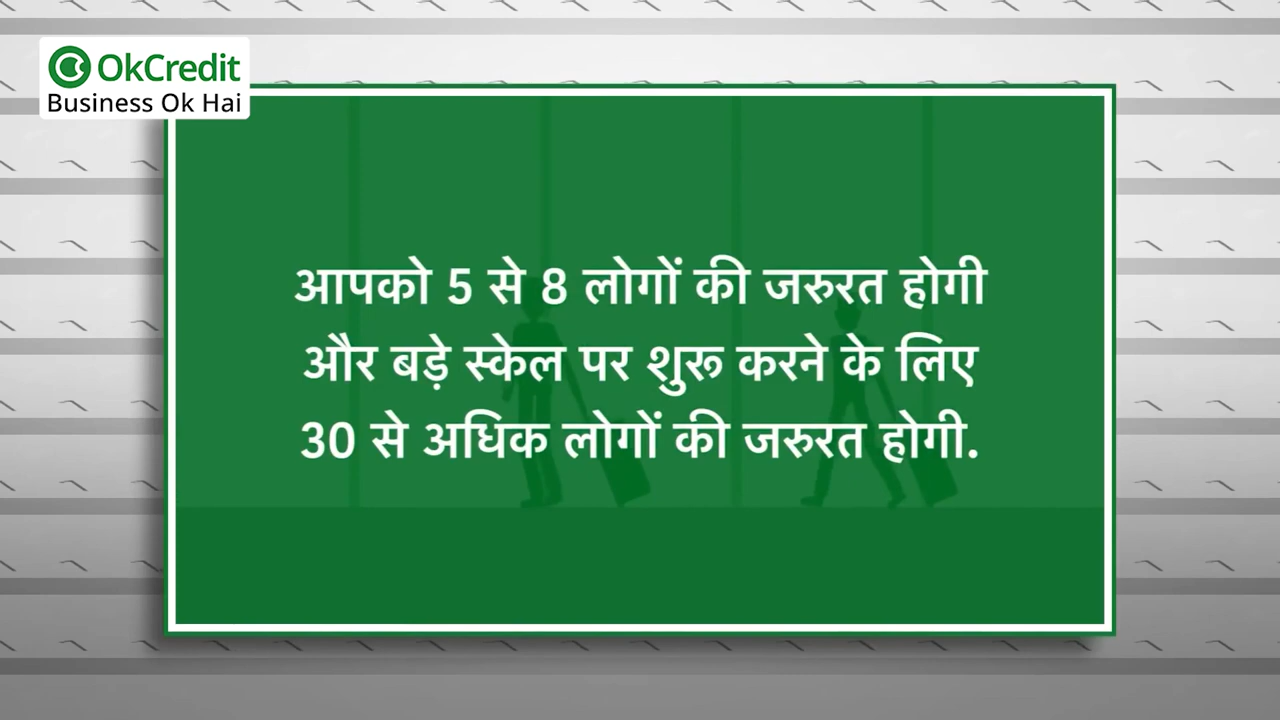 OkCredit
Business Ok Hai
आपको 5 से 8 लोगों की जरुरत होगी
और बड़े स्केल पर शुरू करने के लिए
30 से अधिक लोगों की जरुरत होगी.